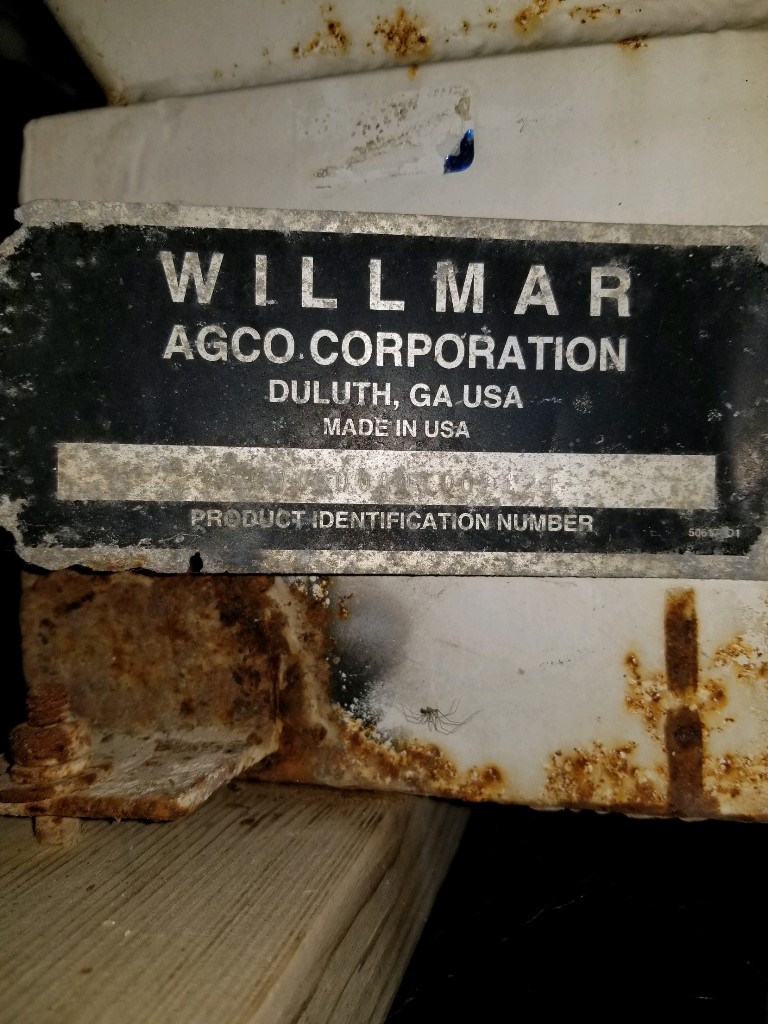 WILLMAR
AGCO CORPORATION
DULUTH, GA USA
MADE IN USA
PRODUCT IDENTIFICATION NUMBER